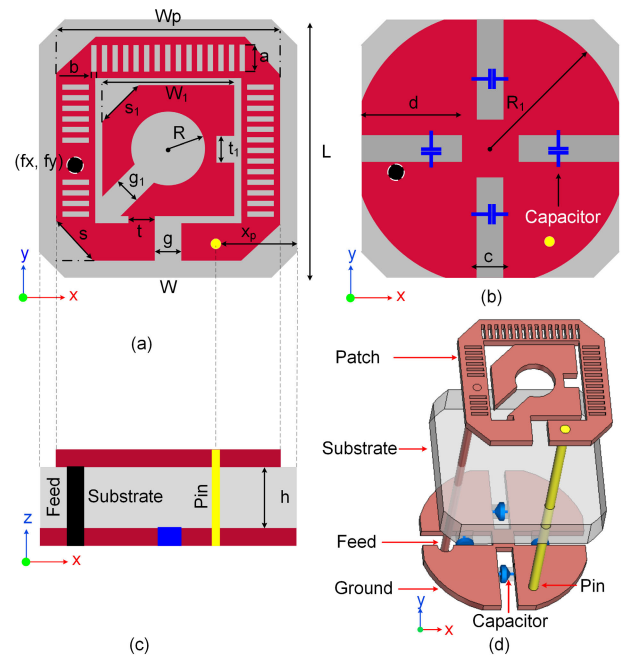 Wp
a
b
W1
s1
R
t1
(fx, fy)
g1
t
g
xp
s
W
y
x
(a)
L
d
R1
Capacitor
c
y
x
(b)
Feed
Substrate
Pin
h
z
x
(c)
Patch
Substrate
Feed
Ground
Capacitor
Pin
y
x
(d)